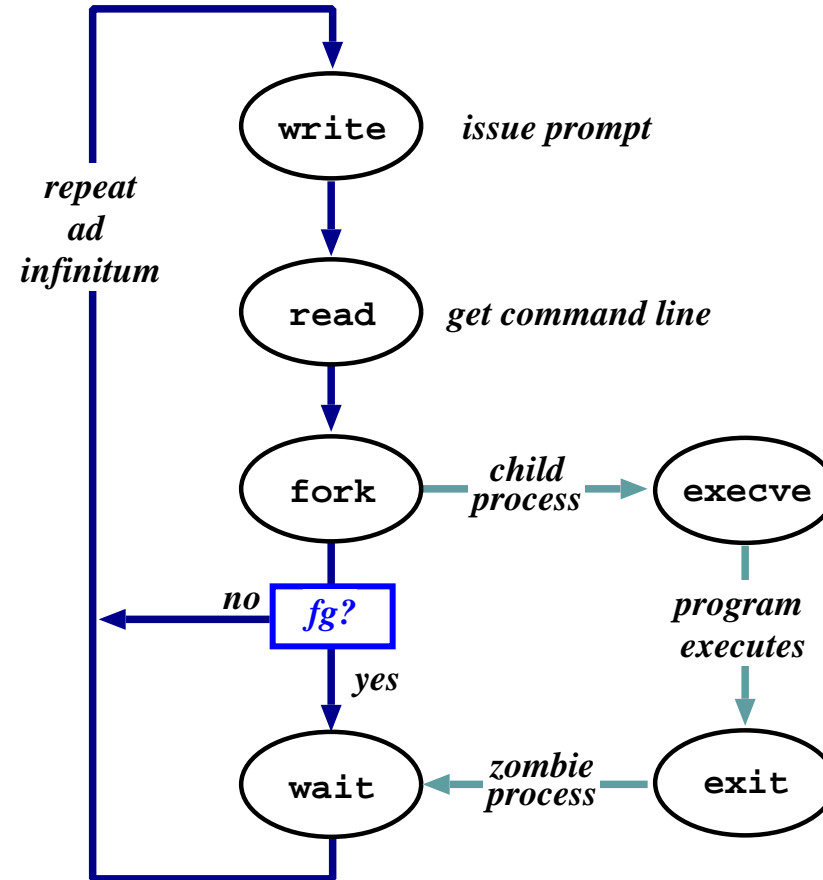 write
issue prompt
repeat
ad
infinitum
read
get command line
fork
child
process
execve
no
fg?
program
executes
yes
wait
zombie
process
exit